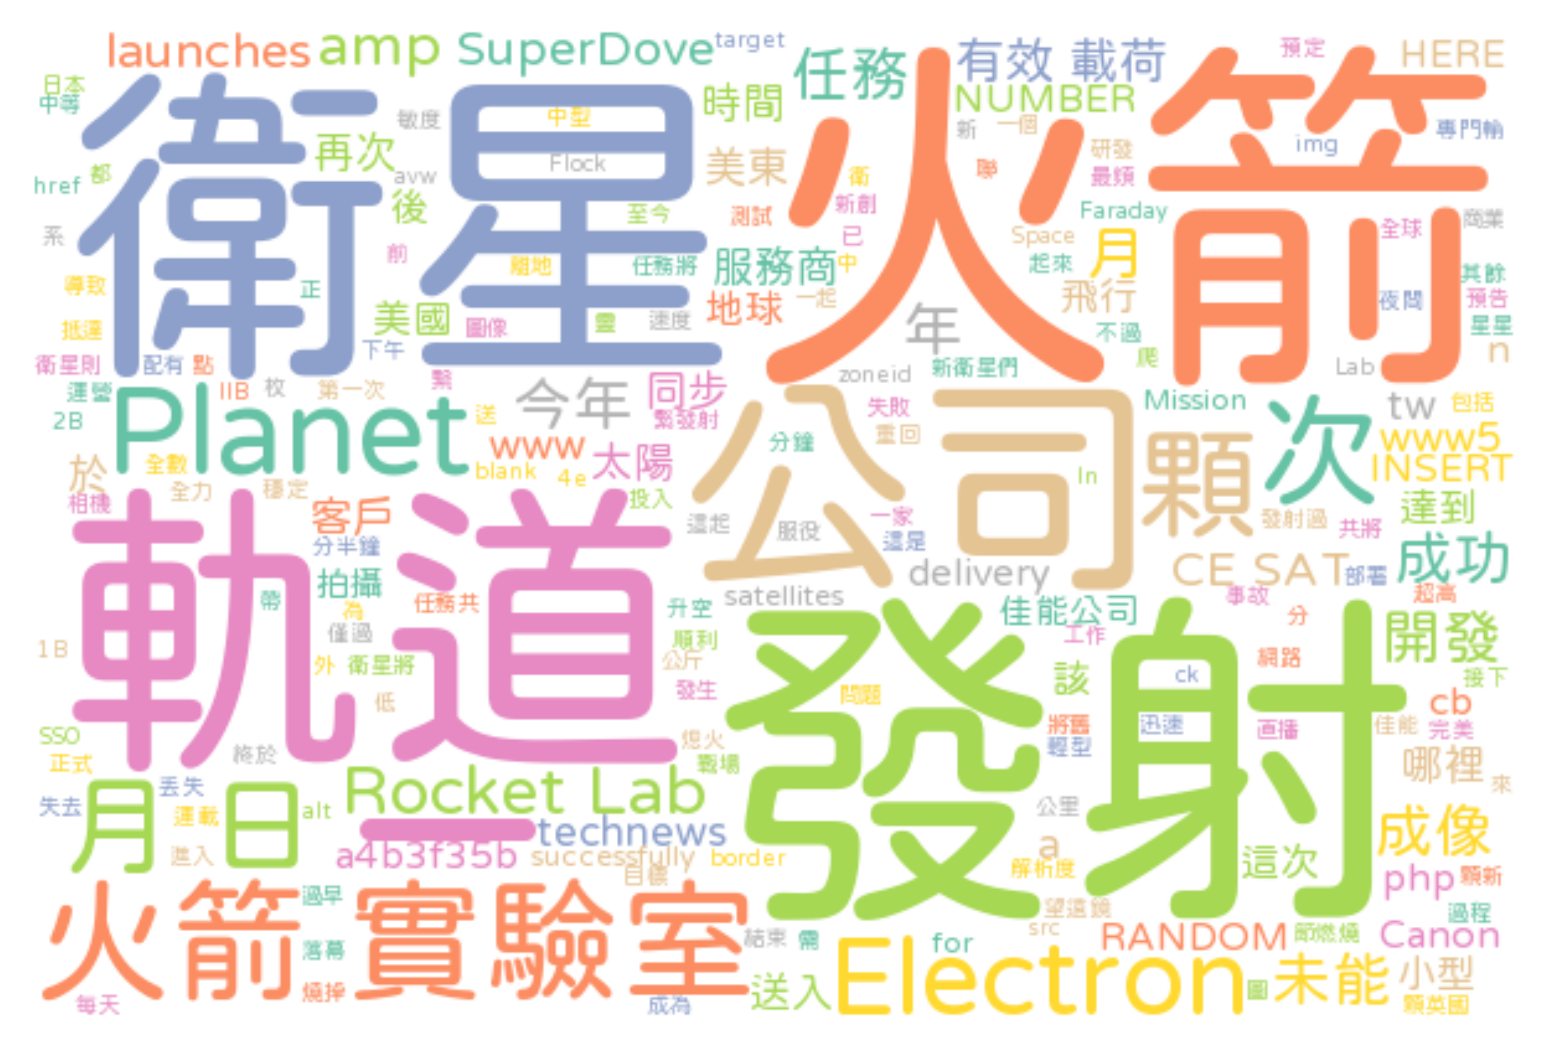 launches amp SuperDove target 任務 有效 載荷 預定 HERE
日本 中等 敏度 中型 時間 NUMBER 新 一個 研發 img 專門輸
衛星 火箭
再次 Flock 美東 衛 聯 最頻
href 都 avw 後 至今 測試 新創 Faraday 月 全球 商業
系 前 已 Space 起來
導致 正 離地 任務將 服務商 中 飛行 夜間 其餘 預告
抵達 美國 圖像 靈 速度 地球 一起 年 不過 星星
衛星則 配有 點 下午 爬 n
運營 IIB 枚 第一次 繫 zoneid 新衛星們 Lab
2B Planet 送 今年 同步 緊發射 公司 失敗 Mission 次 tw 包括
於 全數 www 太陽 分鐘 重回 顆 www5
相機 全力 穩定 blank 4e 投入 In INSERT
軌道 客戶 這起 服役 一家 發射過 共將 達到
分半鐘 這是
帶 拍攝 任務共 delivery CE SAT 部署 成功
為 satellites 升空 佳能公司 事故 超高
1B 僅過 順利 工作 分 開發
外 衛星將 公斤 該 網路 接下
低 發生 問題 發射 ck cb
SSO 終於 熄火 將舊 迅速 直播 佳能 完美
正式 戰場 輕型 哪裡 來
失去 月 日 丟失 Rocket Lab 公里
運載 alt 一 technews 成像
進入 a4b3f35b successfully border a 這次
目標 解析度 php 顆新
火箭 實驗室 過早 望遠鏡 過程
落幕 結束 需 for src RANDOM 節燃燒 Canon
燒掉 送入 Electron 圖 未能 小型
每天 成為 顆英國